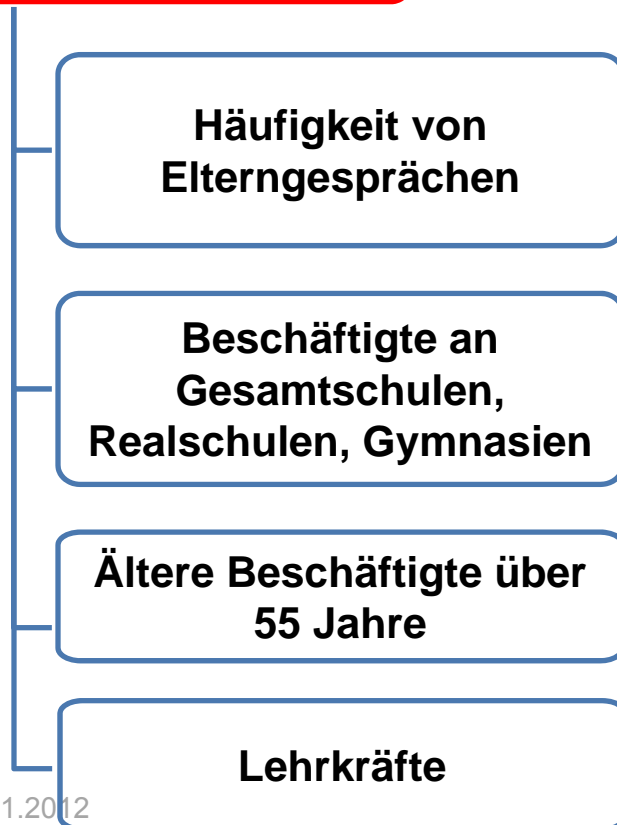 Häufigkeit von
Elterngesprächen
Beschäftigte an
Gesamtschulen,
Realschulen, Gymnasien
Ältere Beschäftigte über
55 Jahre
Lehrkräfte
1.2012